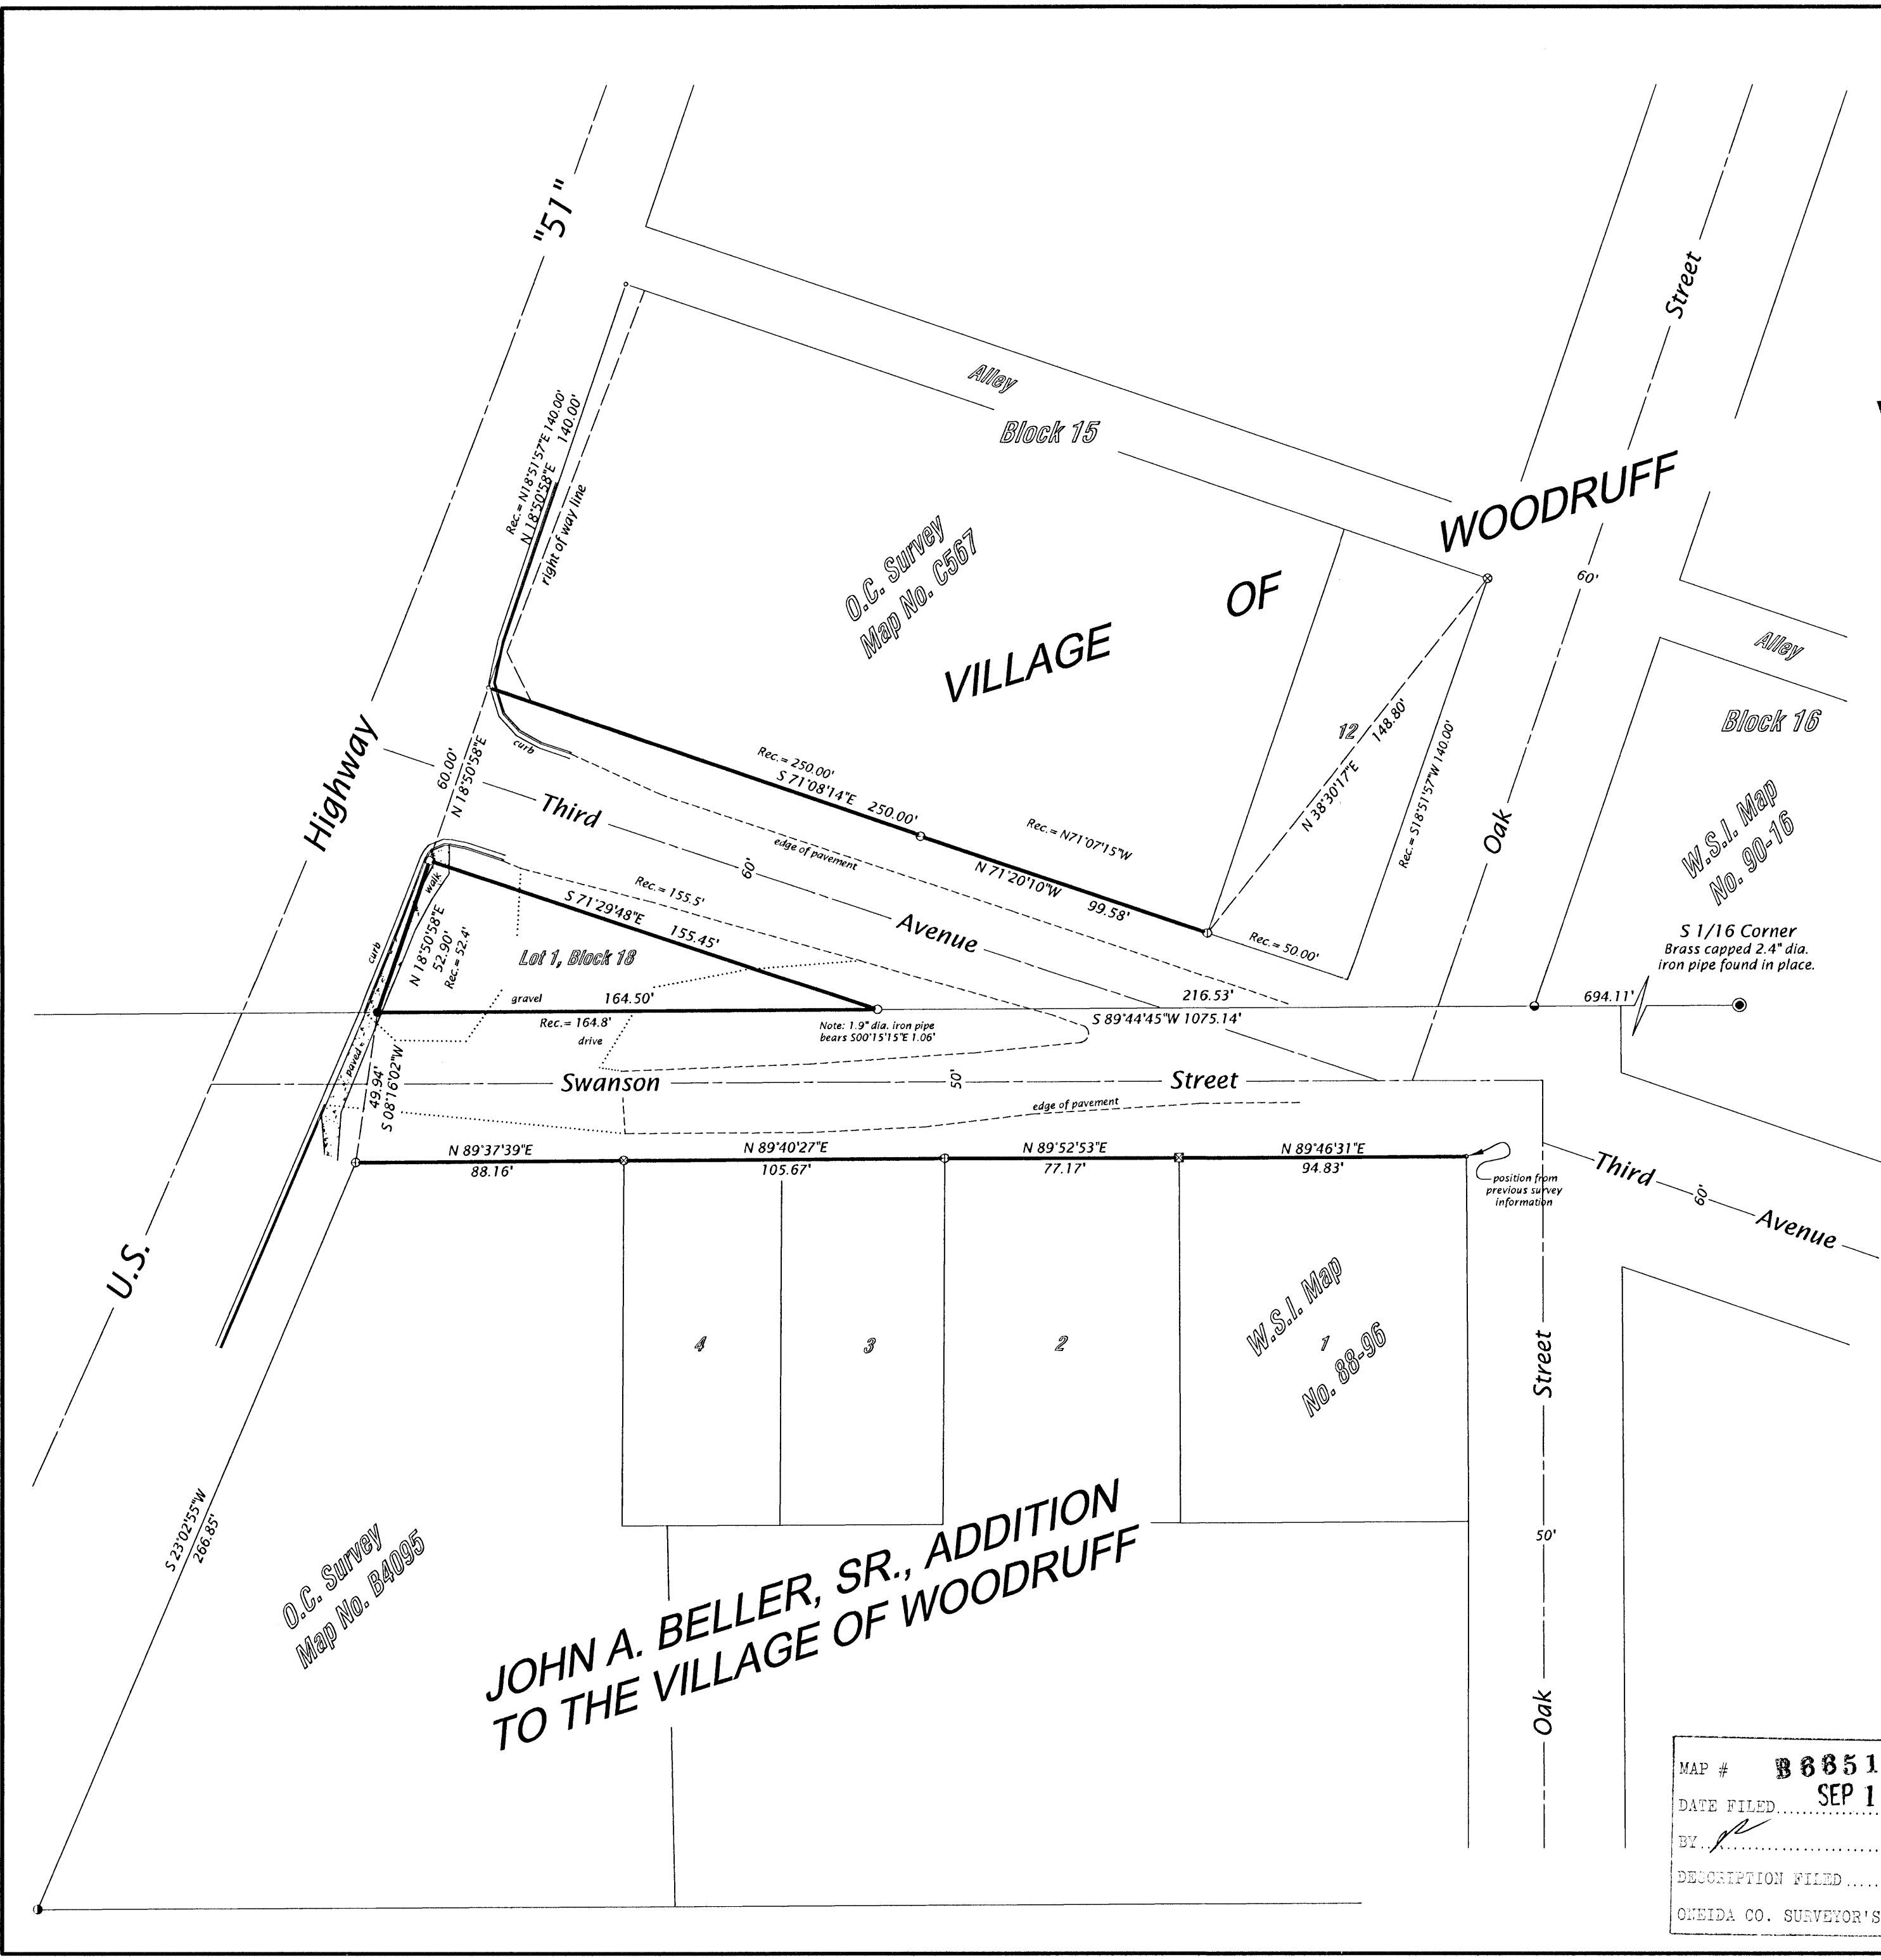 "51"
Street
Alley
Block 15
Rec.= N18°51'57"E 140.00'
N 18°50'58"E 140.00'
right of way line
WOODRUFF
O.C. Survey
Map No. C567
OF
VILLAGE
60'
Alley
Block 16
12
148.80'
N 38°30'17"E
Rec.= S18°51'57"W 140.00'
Highway
60.00'
N 18°50'58"E
curb
Rec.= 250.00'
S 71°08'14"E 250.00'
Third
edge of pavement
60'
Rec.= N71°07'15"W
N 71°20'10"W
99.58'
Oak
W.S.I. Map
No. 90-16
Rec.= 155.5'
S 71°29'48"E
155.45'
Avenue
Rec.= 50.00'
S 1/16 Corner
Brass capped 2.4" dia.
iron pipe found in place.
curb
walk
N 18°50'58"E
52.90'
Rec.= 52.4'
Lot 1, Block 18
gravel
164.50'
Rec.= 164.8'
drive
Note: 1.9" dia. iron pipe
bears S00°15'15"E 1.06'
216.53'
694.11'
S 89°44'45"W 1075.14'
paved
49.94'
S 08°16'02"W
Swanson
50'
Street
edge of pavement
N 89°37'39"E
88.16'
N 89°40'27"E
105.67'
N 89°52'53"E
77.17'
N 89°46'31"E
94.83'
position from
previous survey
information
Third
60'
Avenue
U.S.
4
3
2
W.S.I. Map
1
No. 88-96
Street
S 23°02'55"W
266.85'
O.C. Survey
Map No. B4095
50'
JOHN A. BELLER, SR., ADDITION
TO THE VILLAGE OF WOODRUFF
Oak
MAP # B6651
DATE FILED SEP 1
BY
DESCRIPTION FILED
ONEIDA CO. SURVEYOR'S